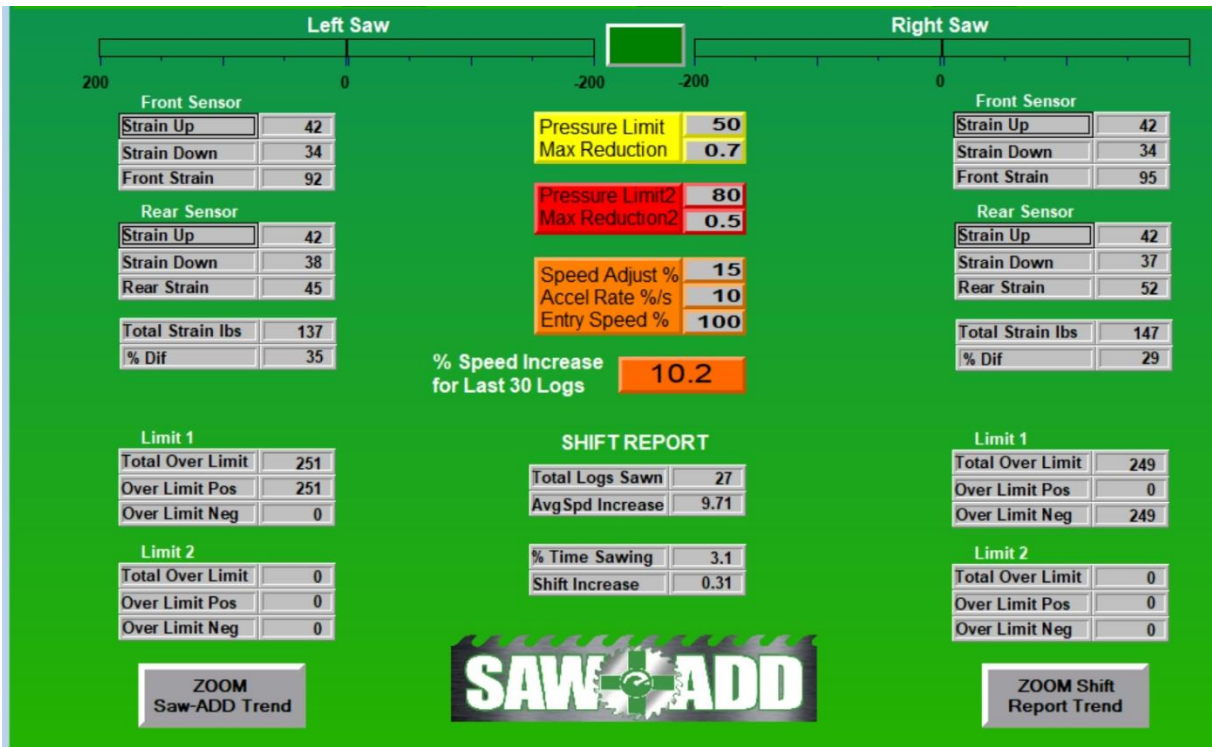 Left Saw
Right Saw
200 0 -200
-200 0
Front Sensor
Strain Up 42
Strain Down 34
Front Strain 92
Rear Sensor
Strain Up 42
Strain Down 38
Rear Strain 45
Total Strain lbs 137
% Dif 35
Limit 1
Total Over Limit 251
Over Limit Pos 251
Over Limit Neg 0
Limit 2
Total Over Limit 0
Over Limit Pos 0
Over Limit Neg 0
ZOOM
Saw-ADD Trend
Pressure Limit 50
Max Reduction 0.7
Pressure Limit2 80
Max Reduction2 0.5
Speed Adjust % 15
Accel Rate %/s 10
Entry Speed % 100
% Speed Increase
for Last 30 Logs 10.2
SHIFT REPORT
Total Logs Sawn 27
AvgSpd Increase 9.71
% Time Sawing 3.1
Shift Increase 0.31
SAW ADD
Front Sensor
Strain Up 42
Strain Down 34
Front Strain 95
Rear Sensor
Strain Up 42
Strain Down 37
Rear Strain 52
Total Strain lbs 147
% Dif 29
Limit 1
Total Over Limit 249
Over Limit Pos 0
Over Limit Neg 249
Limit 2
Total Over Limit 0
Over Limit Pos 0
Over Limit Neg 0
ZOOM Shift
Report Trend